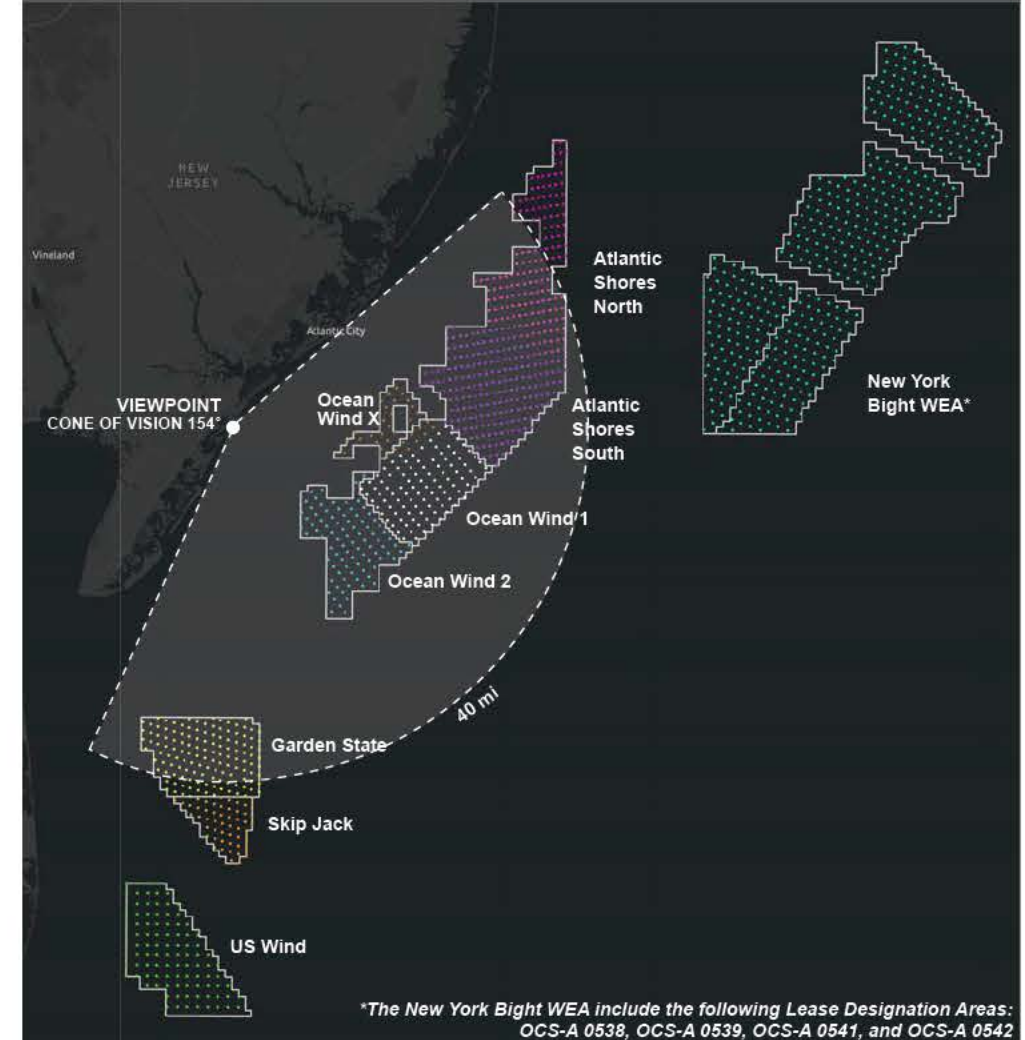 NEW
JERSEY
Vineland
Atlantic City
Atlantic
Shores
North
VIEWPOINT
CONE OF VISION 154°
Ocean
Wind X
Atlantic
Shores
South
New York
Bight WEA*
Ocean Wind 1
Ocean Wind 2
40 mi
Garden State
Skip Jack
US Wind
*The New York Bight WEA include the following Lease Designation Areas:
OCS-A 0538, OCS-A 0539, OCS-A 0541, and OCS-A 0542